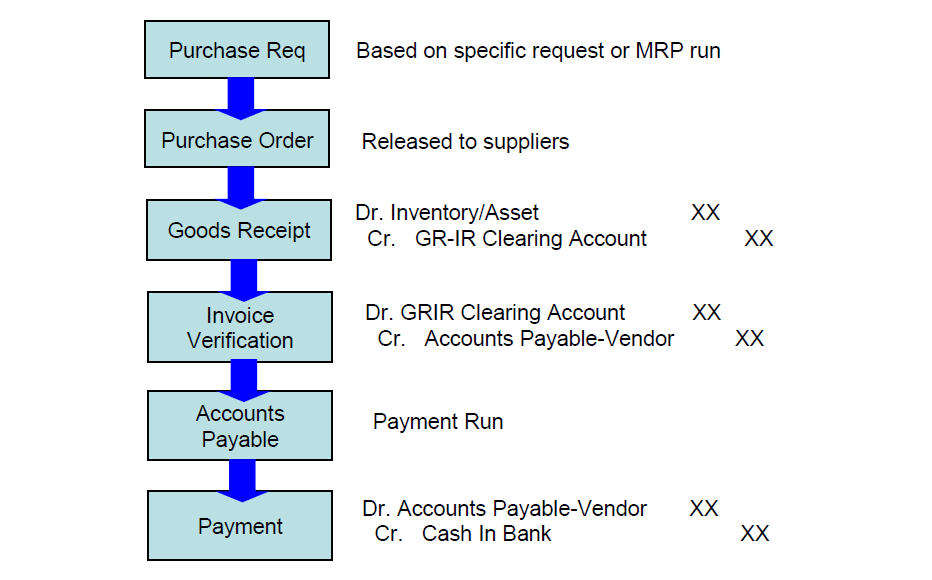 Purchase Req Based on specific request or MRP run
Purchase Order Released to suppliers
Dr. Inventory/Asset XX
Goods Receipt
Cr. GR-IR Clearing Account XX
Invoice
Verification
Dr. GRIR Clearing Account XX
Cr. Accounts Payable-Vendor XX
Accounts
Payable
Payment Run
Payment
Dr. Accounts Payable-Vendor XX
Cr. Cash In Bank XX